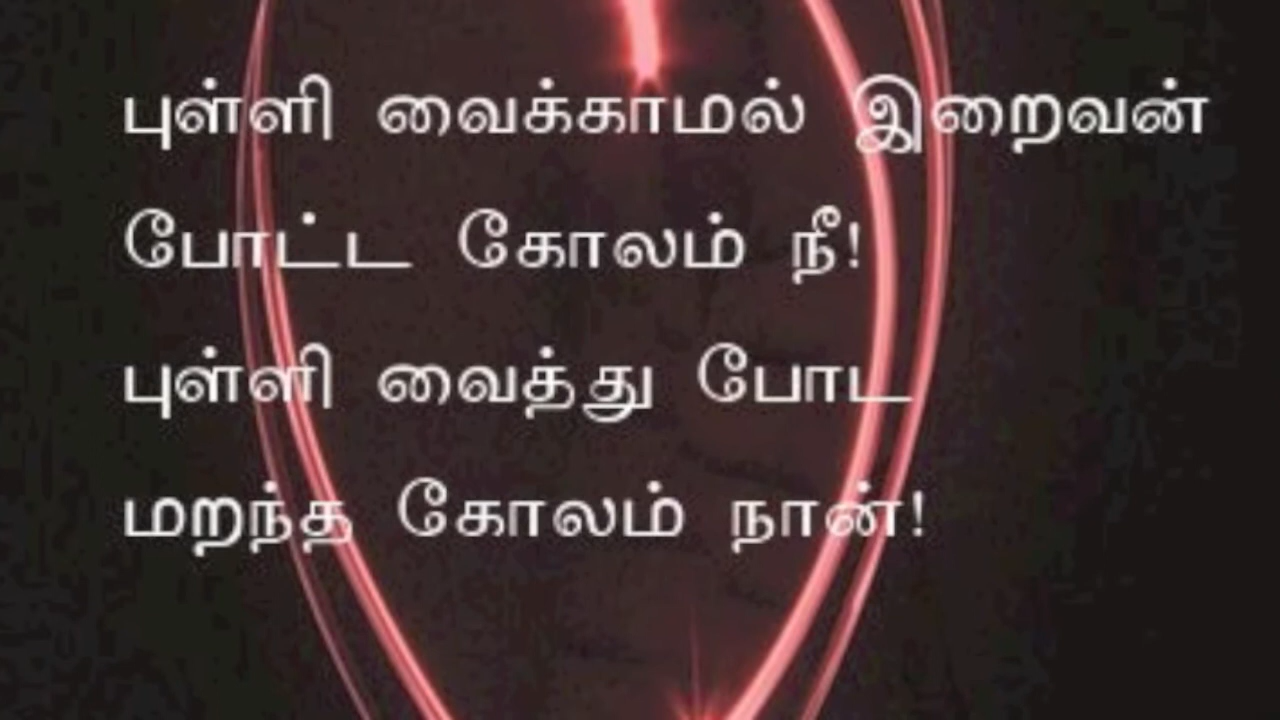 புள்ளி வைக்காமல் இறைவன்
போட்ட கோலம் நீ!
புள்ளி வைத்து போட
மறந்த கோலம் நான்!